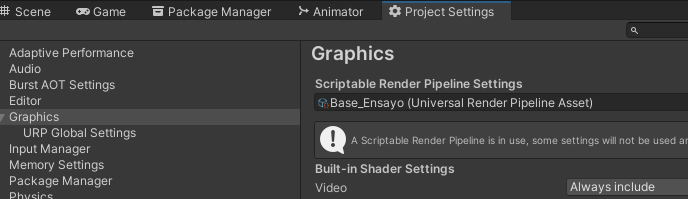 Scene Game Package Manager Animator Project Settings
Adaptive Performance
Audio
Burst AOT Settings
Editor
Graphics
URP Global Settings
Input Manager
Memory Settings
Package Manager
Physics
Graphics
Scriptable Render Pipeline Settings
Base_Ensayo (Universal Render Pipeline Asset)
A Scriptable Render Pipeline is in use, some settings will not be used
Built-in Shader Settings
Video Always include